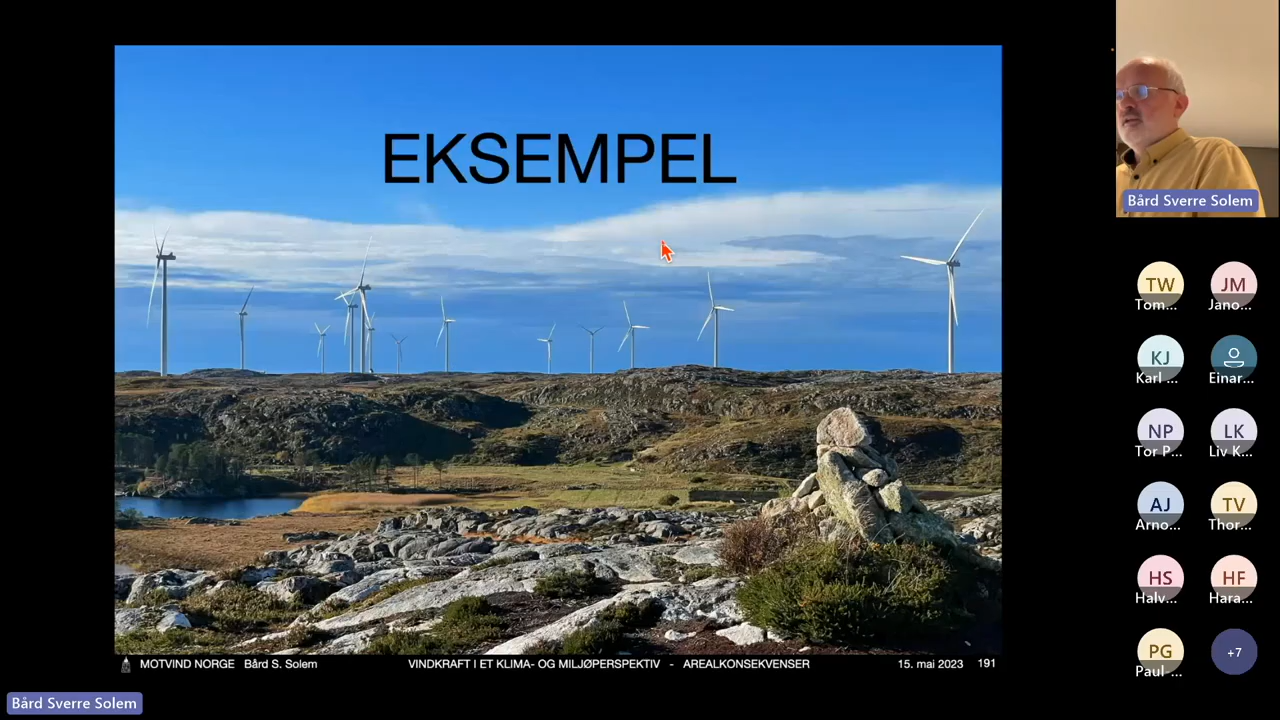 EKSEMPEL
MOTVIND NORGE Bård S. Solem VINDKRAFT I ET KLIMA- OG MILJØPERSPEKTIV - AREALKONSEKVENSER 15. mai 2023 191
Bård Sverre Solem
TW JM
Tom... Jano...
KJ
Karl ... Einar...
NP LK
Tor P... Liv K...
AJ TV
Arno... Thor...
HS HF
Halv... Hara...
PG +7
Paul-...
Bård Sverre Solem